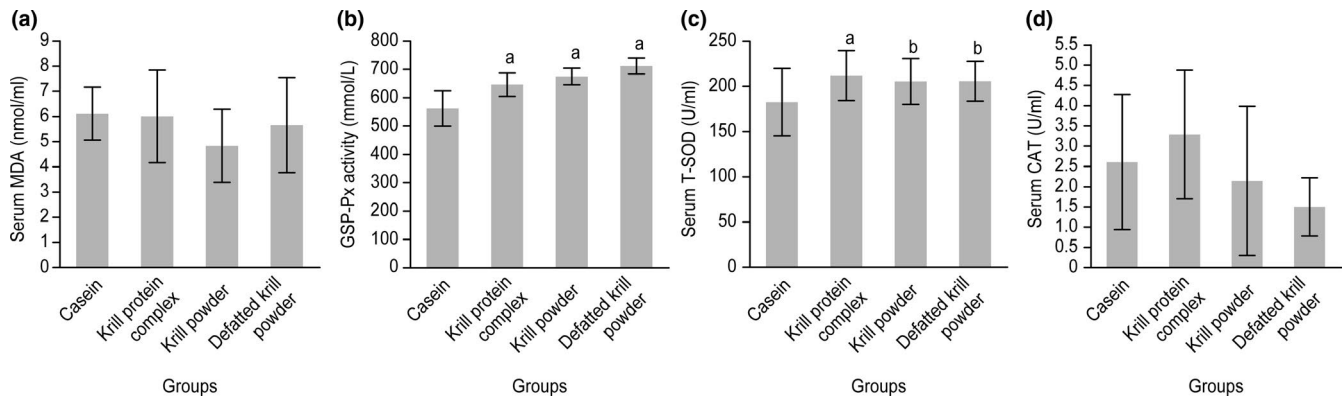 (a)
Serum MDA (nmol/ml)
9
8
7
6
5
4
3
2
1
0
Casein
Krill protein
complex
Krill powder
Defatted krill
powder
Groups
(b)
GSP-Px activity (mmol/L)
800
700
600
500
400
300
200
100
0
a
a
a
Casein
Krill protein
complex
Krill powder
Defatted krill
powder
Groups
(c)
Serum T-SOD (U/ml)
250
200
150
100
50
0
a
b
b
Casein
Krill protein
complex
Krill powder
Defatted krill
powder
Groups
(d)
Serum CAT (U/ml)
5.5
5.0
4.5
4.0
3.5
3.0
2.5
2.0
1.5
1.0
0.5
0
Casein
Krill protein
complex
Krill powder
Defatted krill
powder
Groups